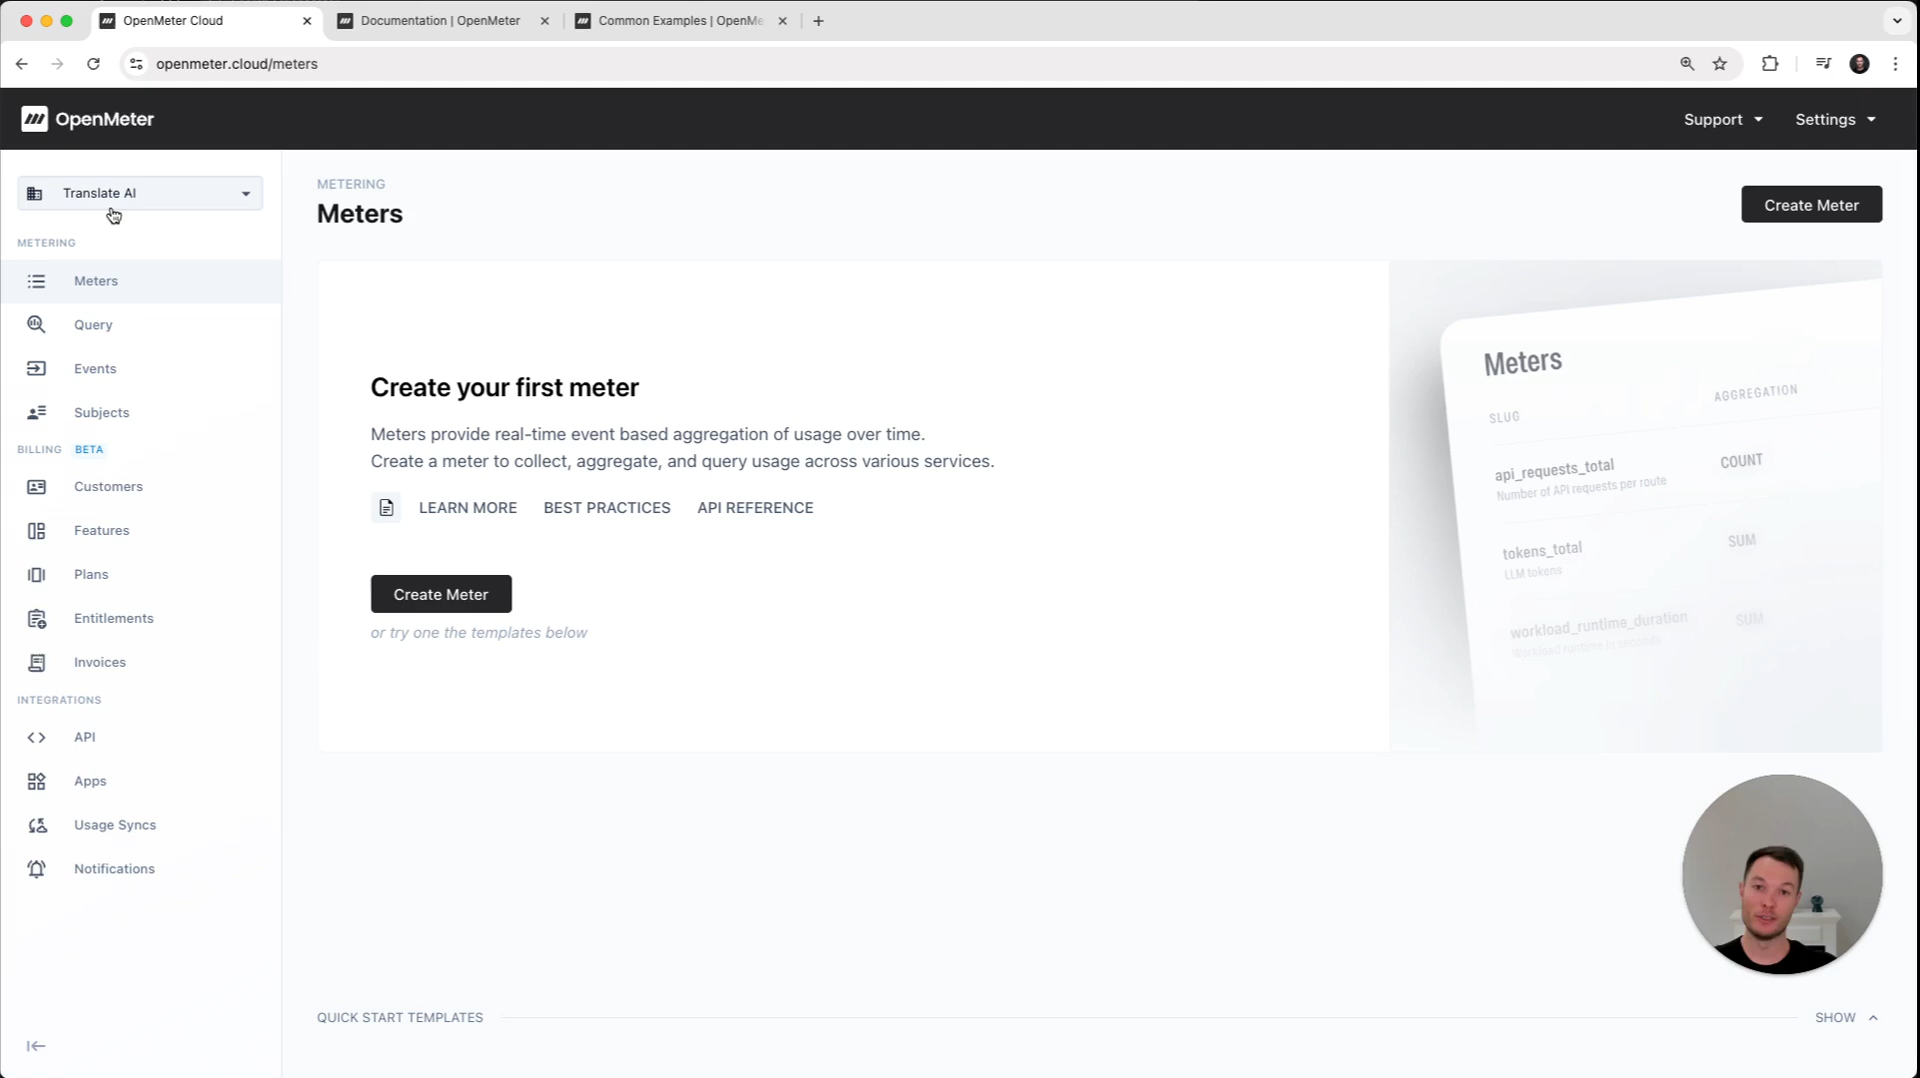 OpenMeter Cloud
Documentation | OpenMeter
Common Examples | OpenMe
openmeter.cloud/meters
OpenMeter
Support
Settings
Translate AI
METERING
Meters
Query
Events
Subjects
BILLING BETA
Customers
Features
Plans
Entitlements
Invoices
INTEGRATIONS
API
Apps
Usage Syncs
Notifications
METERING
Meters
Create Meter
Create your first meter
Meters provide real-time event based aggregation of usage over time.
Create a meter to collect, aggregate, and query usage across various services.
LEARN MORE BEST PRACTICES API REFERENCE
Create Meter
or try one the templates below
Meters
SLUG AGGREGATION
api_requests_total COUNT
Number of API requests per route
tokens_total SUM
LLM tokens
workload_runtime_duration SUM
Workload runtime in seconds
QUICK START TEMPLATES
SHOW